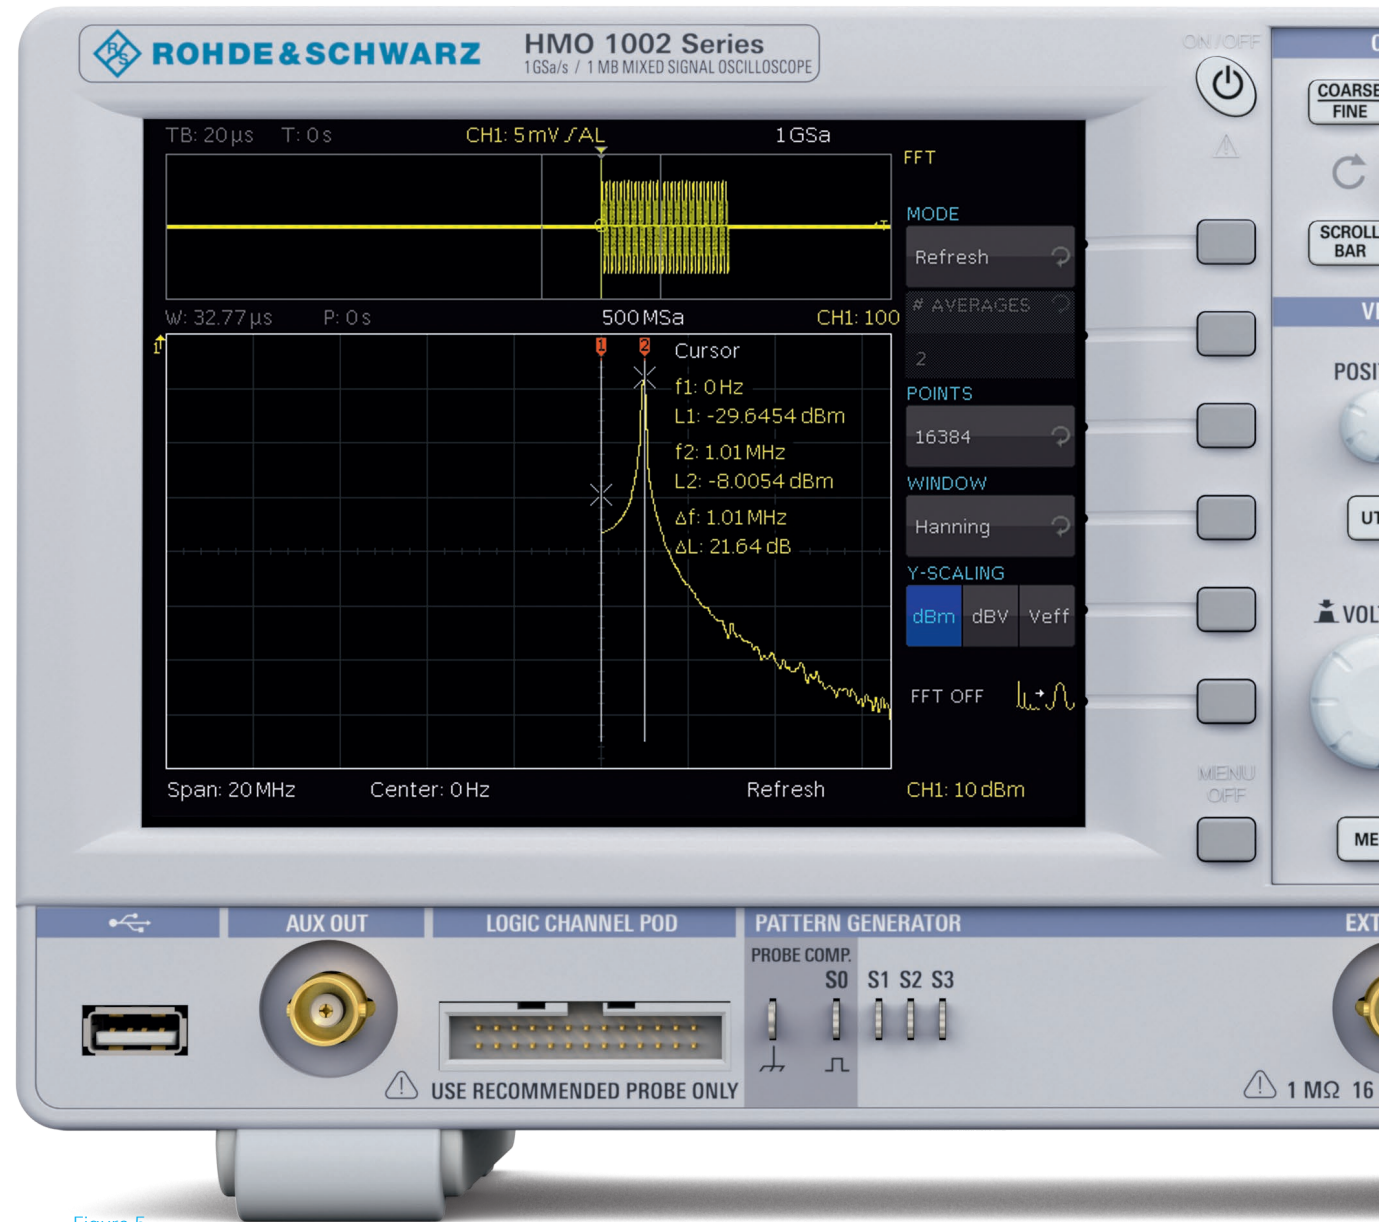 ROHDE & SCHWARZ
HMO 1002 Series
1 GSa/s / 1 MB MIXED SIGNAL OSCILLOSCOPE
ON/OFF
COARSE
FINE
SCROLL
BAR
TB: 20 µs T: 0 s CH1: 5 mV AL 1 GSa
W: 32.77 µs P: 0 s 500 MSa CH1: 100
1 2
Cursor
f1: 0 Hz
L1: -29.6454 dBm
f2: 1.01 MHz
L2: -8.0054 dBm
Δf: 1.01 MHz
ΔL: 21.64 dB
Span: 20 MHz Center: 0 Hz Refresh CH1: 10 dBm
FFT
MODE
Refresh
# AVERAGES
2
POINTS
16384
WINDOW
Hanning
Y-SCALING
dBm dBV Veff
FFT OFF
MENU
OFF
AUX OUT
LOGIC CHANNEL POD
PATTERN GENERATOR
PROBE COMP.
S0 S1 S2 S3
USE RECOMMENDED PROBE ONLY
1 MΩ 16